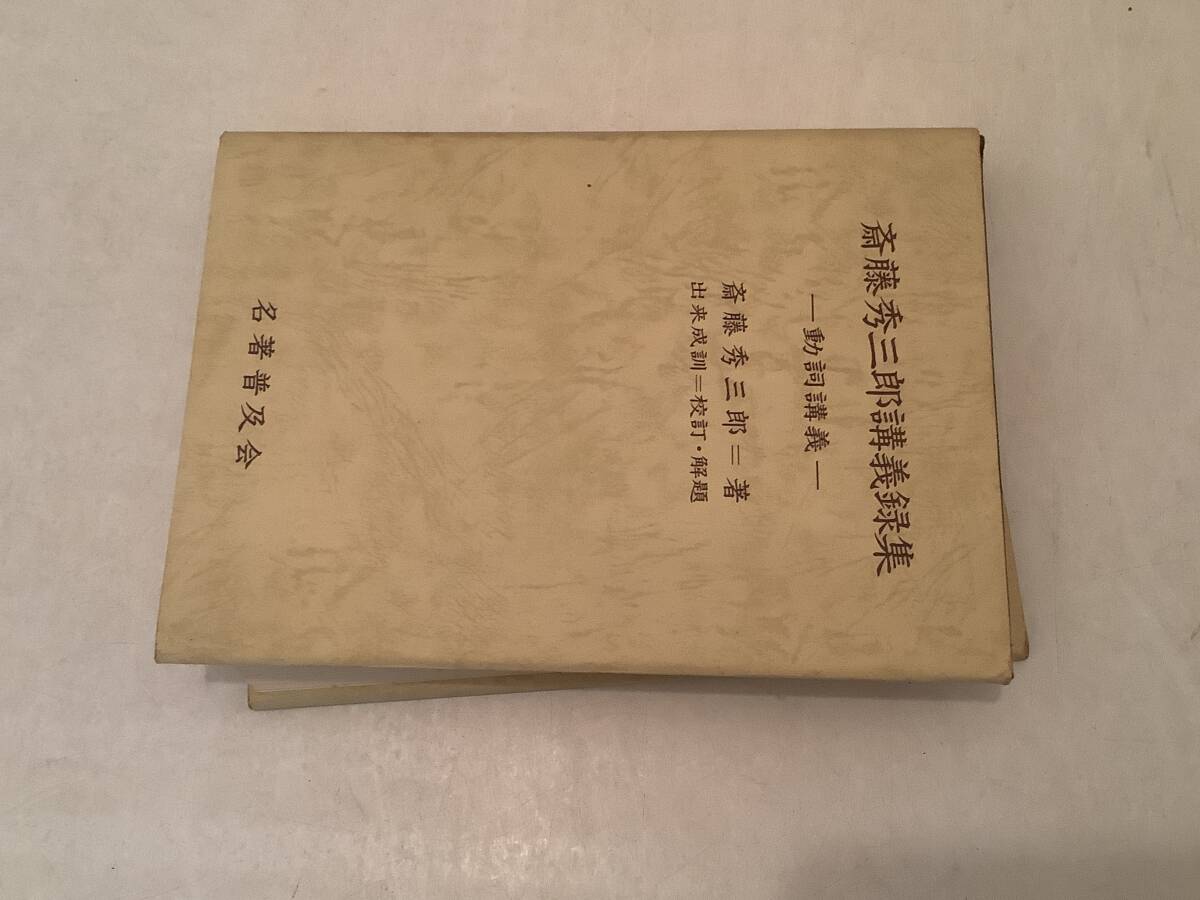 斎藤秀三郎講義録集
―動詞講義―
斎藤秀三郎＝著
出来成訓＝校訂・解題
名著普及会